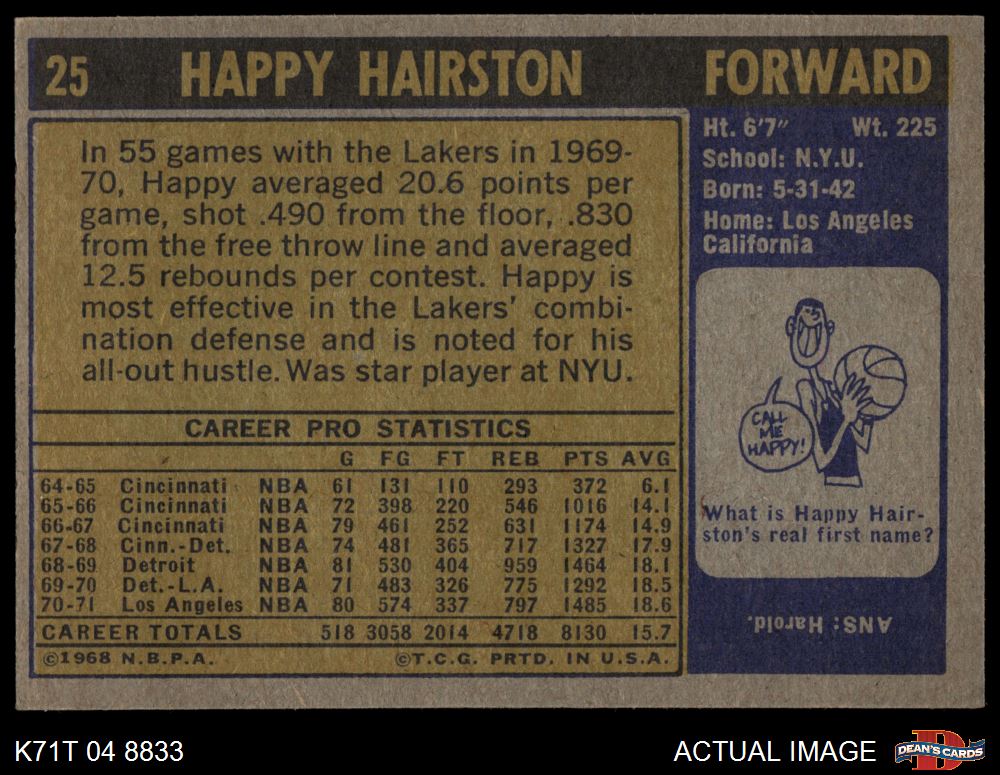 25 HAPPY HAIRSTON FORWARD
In 55 games with the Lakers in 1969-
70, Happy averaged 20.6 points per
game, shot .490 from the floor, .830
from the free throw line and averaged
12.5 rebounds per contest. Happy is
most effective in the Lakers' combi-
nation defense and is noted for his
all-out hustle. Was star player at NYU.
Ht. 6'7" Wt. 225
School: N.Y.U.
Born: 5-31-42
Home: Los Angeles
California
CALL
ME
HAPPY!
What is Happy Hair-
ston's real first name?
ANS: Harold.
CAREER PRO STATISTICS
G FG FT REB PTS AVG
64-65 Cincinnati NBA 61 131 110 293 372 6.1
65-66 Cincinnati NBA 72 398 220 546 1016 14.1
66-67 Cincinnati NBA 79 461 252 631 1174 14.9
67-68 Cinn.-Det. NBA 74 481 365 717 1327 17.9
68-69 Detroit NBA 81 530 404 959 1464 18.1
69-70 Det.-L.A. NBA 71 483 326 775 1292 18.5
70-71 Los Angeles NBA 80 574 337 797 1485 18.6
CAREER TOTALS 518 3058 2014 4718 8130 15.7
©1968 N.B.P.A. ©T.C.G. PRTD. IN U.S.A.
K71T 04 8833 ACTUAL IMAGE DEAN'S CARDS